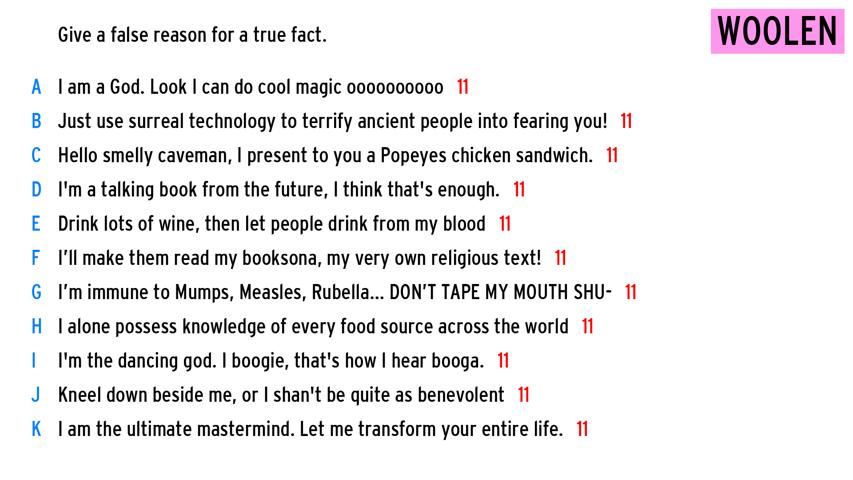 Give a false reason for a true fact.
WOOLEN
A I am a God. Look I can do cool magic oooooooooo 11
B Just use surreal technology to terrify ancient people into fearing you! 11
C Hello smelly caveman, I present to you a Popeyes chicken sandwich. 11
D I'm a talking book from the future, I think that's enough. 11
E Drink lots of wine, then let people drink from my blood 11
F I’ll make them read my booksona, my very own religious text! 11
G I’m immune to Mumps, Measles, Rubella... DON’T TAPE MY MOUTH SHU- 11
H I alone possess knowledge of every food source across the world 11
I I'm the dancing god. I boogie, that's how I hear booga. 11
J Kneel down beside me, or I shan't be quite as benevolent 11
K I am the ultimate mastermind. Let me transform your entire life. 11